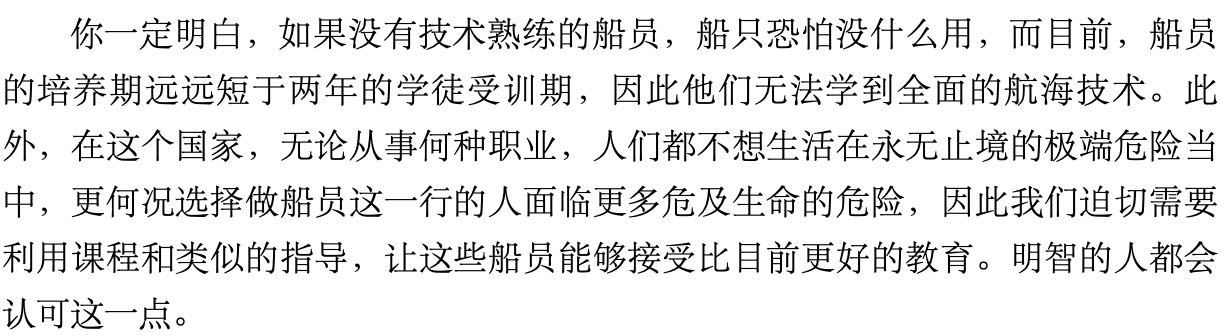 你一定明白，如果没有技术熟练的船员，船只恐怕没什么用，而目前，船员
的培养期远远短于两年的学徒受训期，因此他们无法学到全面的航海技术。此
外，在这个国家，无论从事何种职业，人们都不想生活在永无止境的极端危险当
中，更何况选择做船员这一行的人面临更多危及生命的危险，因此我们迫切需要
利用课程和类似的指导，让这些船员能够接受比目前更好的教育。明智的人都会
认可这一点。